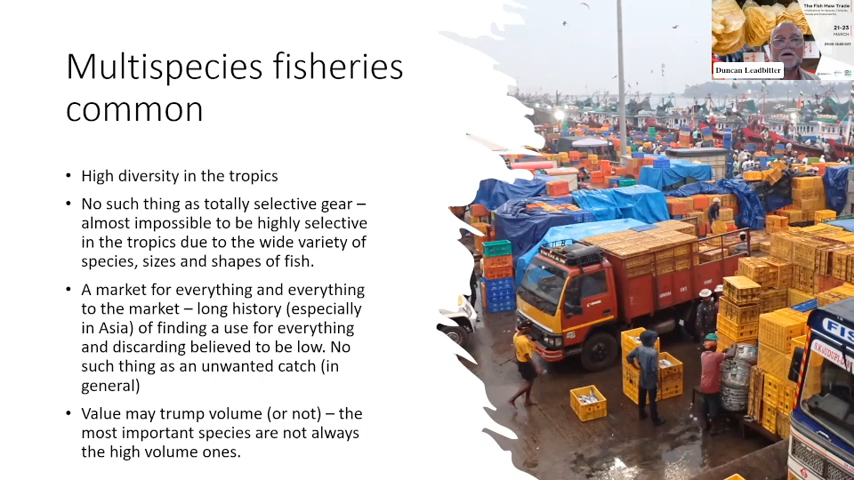 Multispecies fisheries
common
• High diversity in the tropics
• No such thing as totally selective gear –
almost impossible to be highly selective
in the tropics due to the wide variety of
species, sizes and shapes of fish.
• A market for everything and everything
to the market – long history (especially
in Asia) of finding a use for everything
and discarding believed to be low. No
such thing as an unwanted catch (in
general)
• Value may trump volume (or not) – the
most important species are not always
the high volume ones.
The Fish Maw Trade
21-23
MARCH
Duncan Leadbitter
FIS